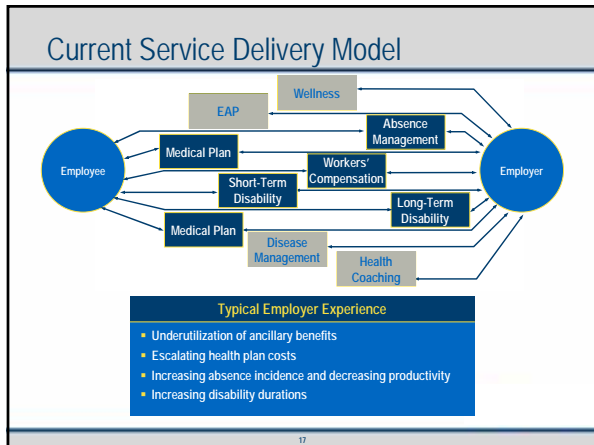 Current Service Delivery Model
Wellness
EAP
Absence
Management
Medical Plan
Employee
Employer
Workers'
Compensation
Short-Term
Disability
Long-Term
Disability
Medical Plan
Disease
Management
Health
Coaching
Typical Employer Experience
▪ Underutilization of ancillary benefits
▪ Escalating health plan costs
▪ Increasing absence incidence and decreasing productivity
▪ Increasing disability durations
17